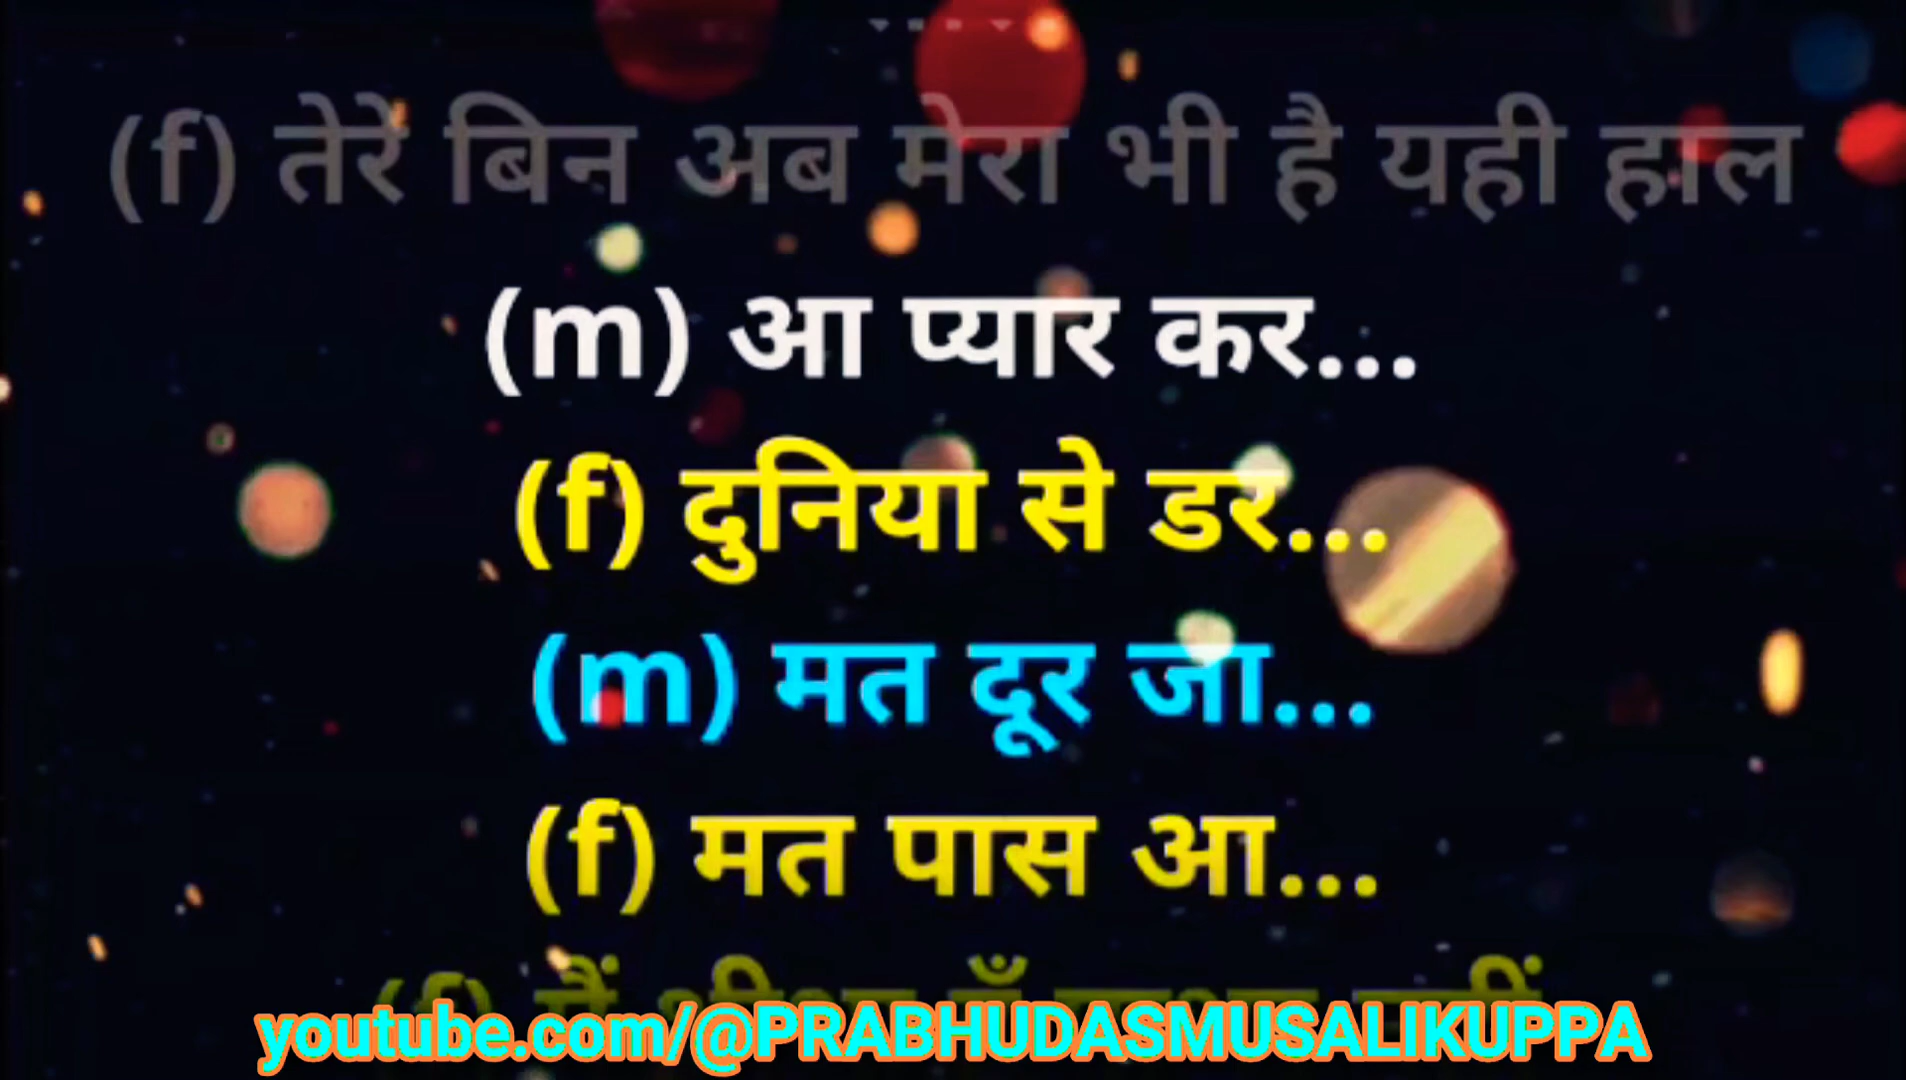 (f) तेरे बिन अब मेरा भी है यही हाल
(m) आ प्यार कर...
(f) दुनिया से डर...
(m) मत दूर जा...
(f) मत पास आ...
(f) मैं
youtube.com/@PRABHUDASMUSALIKUPPA